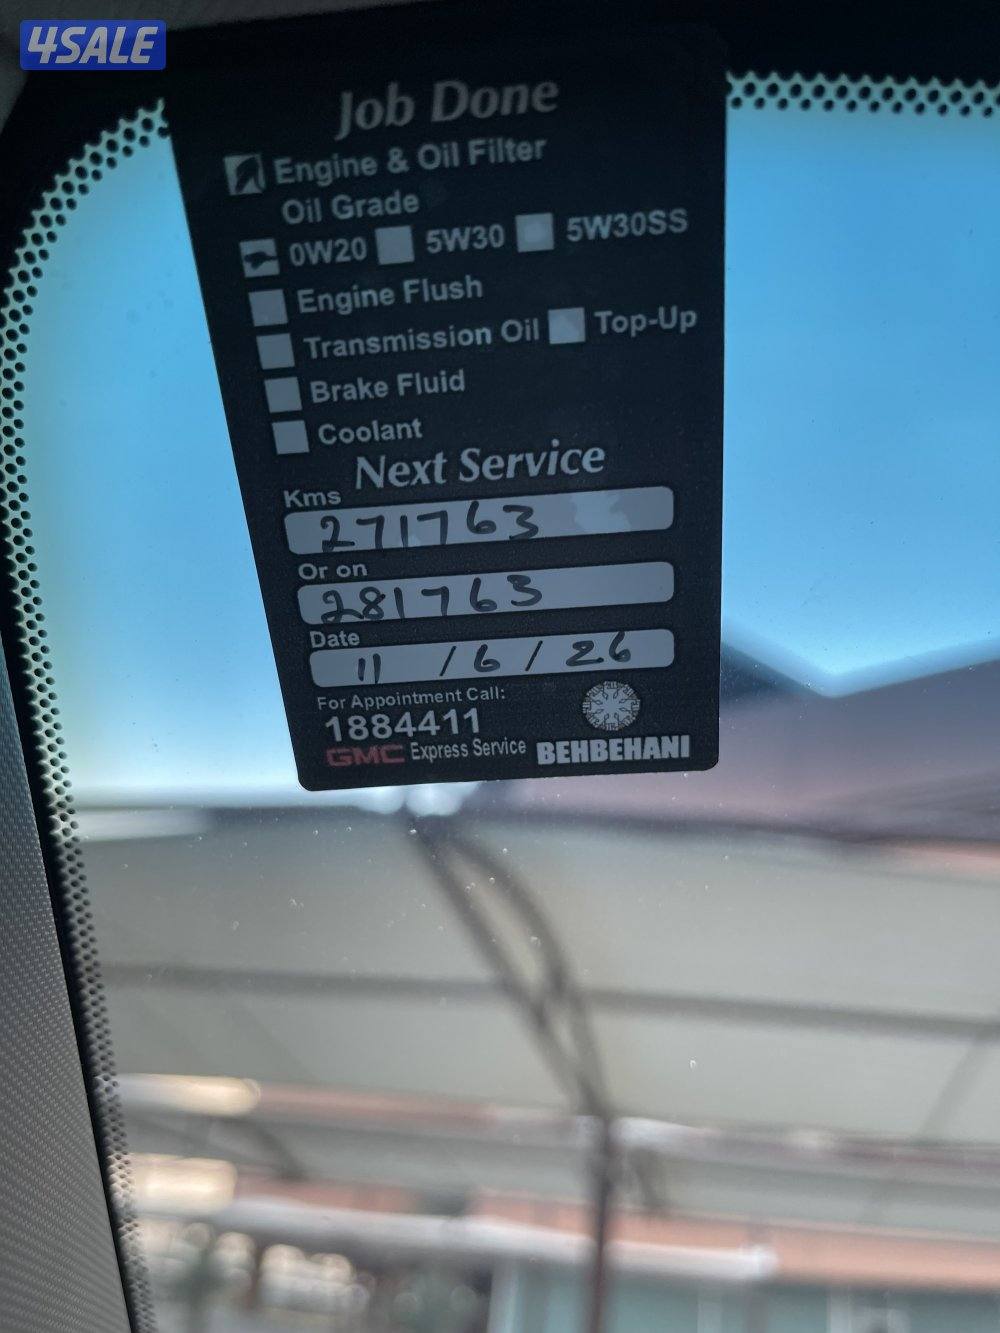 4SALE
Job Done
Engine & Oil Filter
Oil Grade
0W20 5W30 5W30SS
Engine Flush
Transmission Oil Top-Up
Brake Fluid
Coolant
Next Service
Kms
271763
Or on
281763
Date
11 / 6 / 26
For Appointment Call:
1884411
GMC Express Service BEHBEHANI